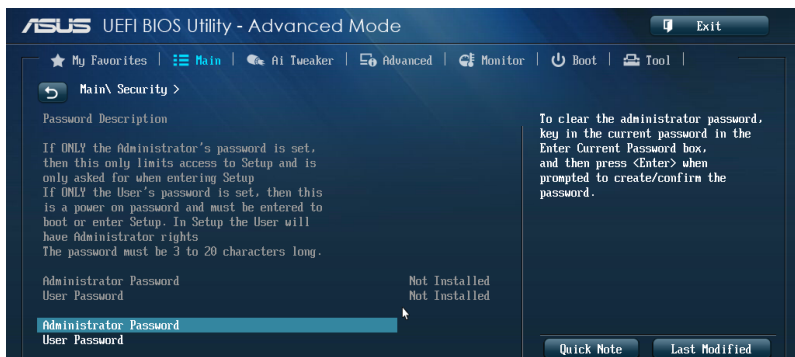 ASUS UEFI BIOS Utility - Advanced Mode
Exit
My Favorites | Main | Ai Tweaker | Advanced | Monitor | Boot | Tool |
Main\ Security >
Password Description
If ONLY the Administrator's password is set,
then this only limits access to Setup and is
only asked for when entering Setup
If ONLY the User's password is set, then this
is a power on password and must be entered to
boot or enter Setup. In Setup the User will
have Administrator rights
The password must be 3 to 20 characters long.
Administrator Password Not Installed
User Password Not Installed
Administrator Password
User Password
To clear the administrator password,
key in the current password in the
Enter Current Password box,
and then press <Enter> when
prompted to create/confirm the
password.
Quick Note Last Modified